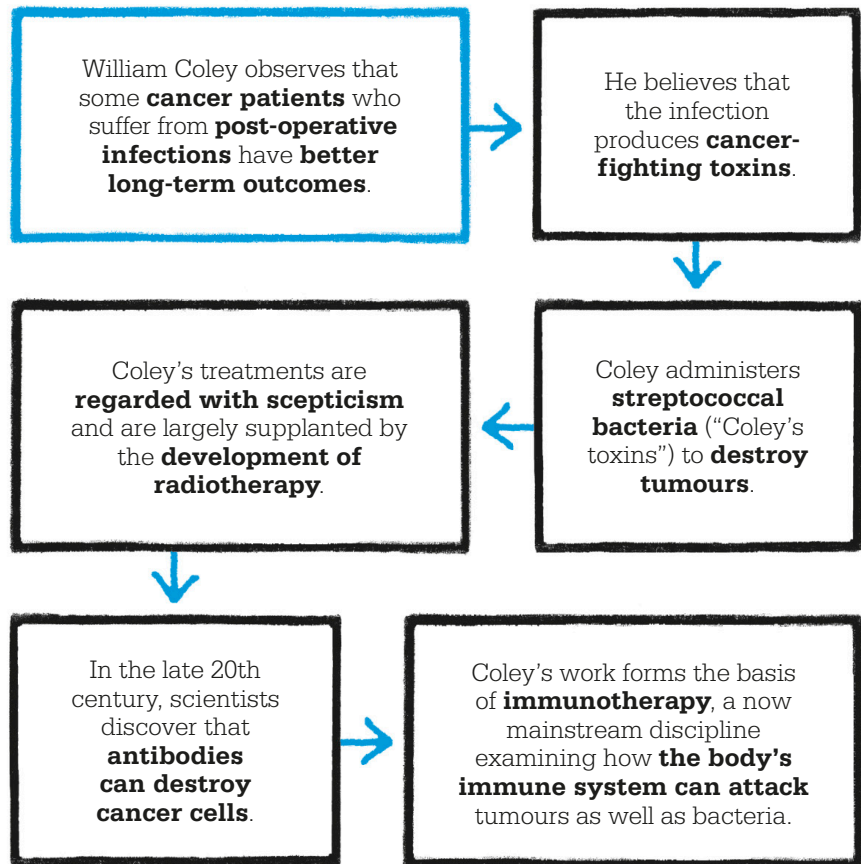 William Coley observes that
some cancer patients who
suffer from post-operative
infections have better
long-term outcomes.
He believes that
the infection
produces cancer-
fighting toxins.
Coley administers
streptococcal
bacteria (“Coley’s
toxins”) to destroy
tumours.
Coley’s treatments are
regarded with scepticism
and are largely supplanted by
the development of
radiotherapy.
In the late 20th
century, scientists
discover that
antibodies
can destroy
cancer cells.
Coley’s work forms the basis
of immunotherapy, a now
mainstream discipline
examining how the body’s
immune system can attack
tumours as well as bacteria.